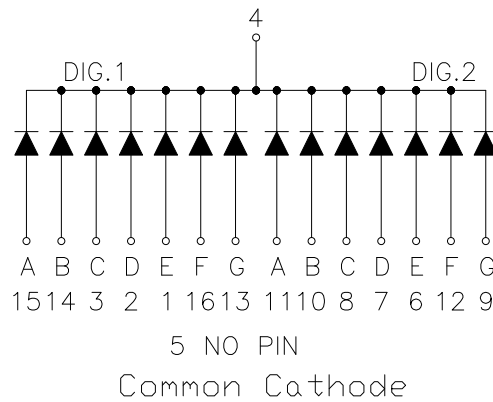 4
DIG.1 DIG.2
A B C D E F G A B C D E F G
15 14 3 2 1 16 13 11 10 8 7 6 12 9
5 NO PIN
Common Cathode